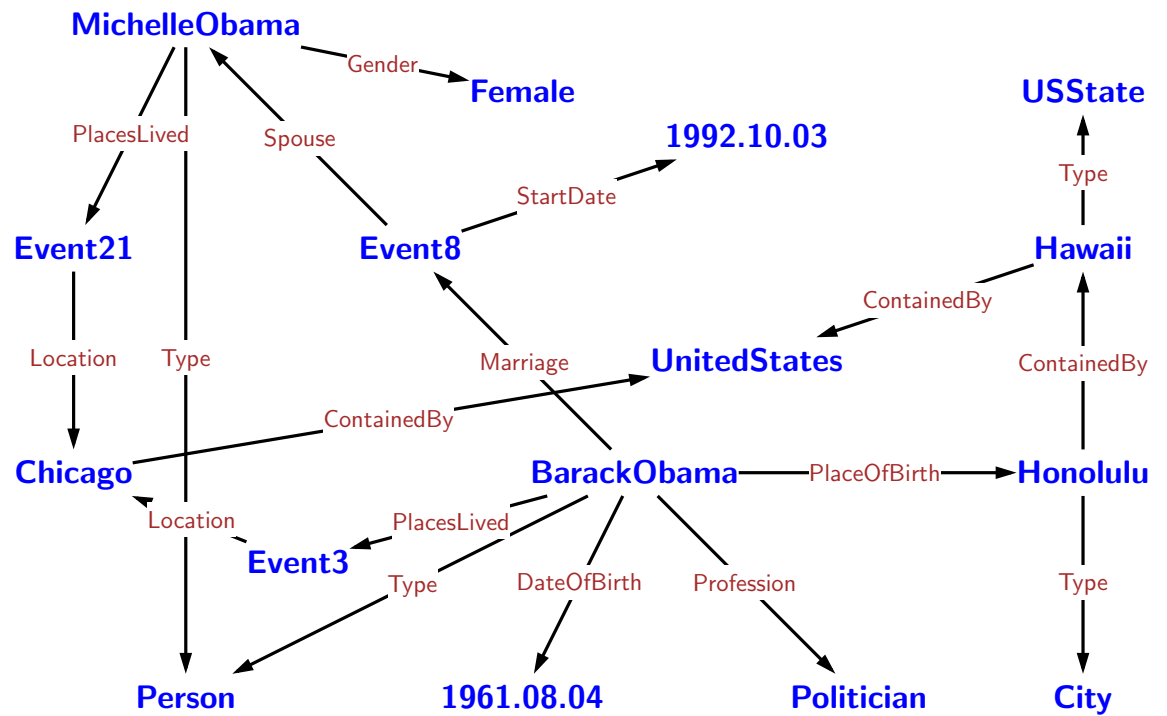 MichelleObama
Gender
Female
USState
PlacesLived
Spouse
1992.10.03
Type
StartDate
Event21
Event8
Hawaii
ContainedBy
Location
Type
Marriage
UnitedStates
ContainedBy
ContainedBy
Chicago
BarackObama
PlaceOfBirth
Honolulu
Location
PlacesLived
Event3
Type
DateOfBirth
Profession
Type
Person
1961.08.04
Politician
City